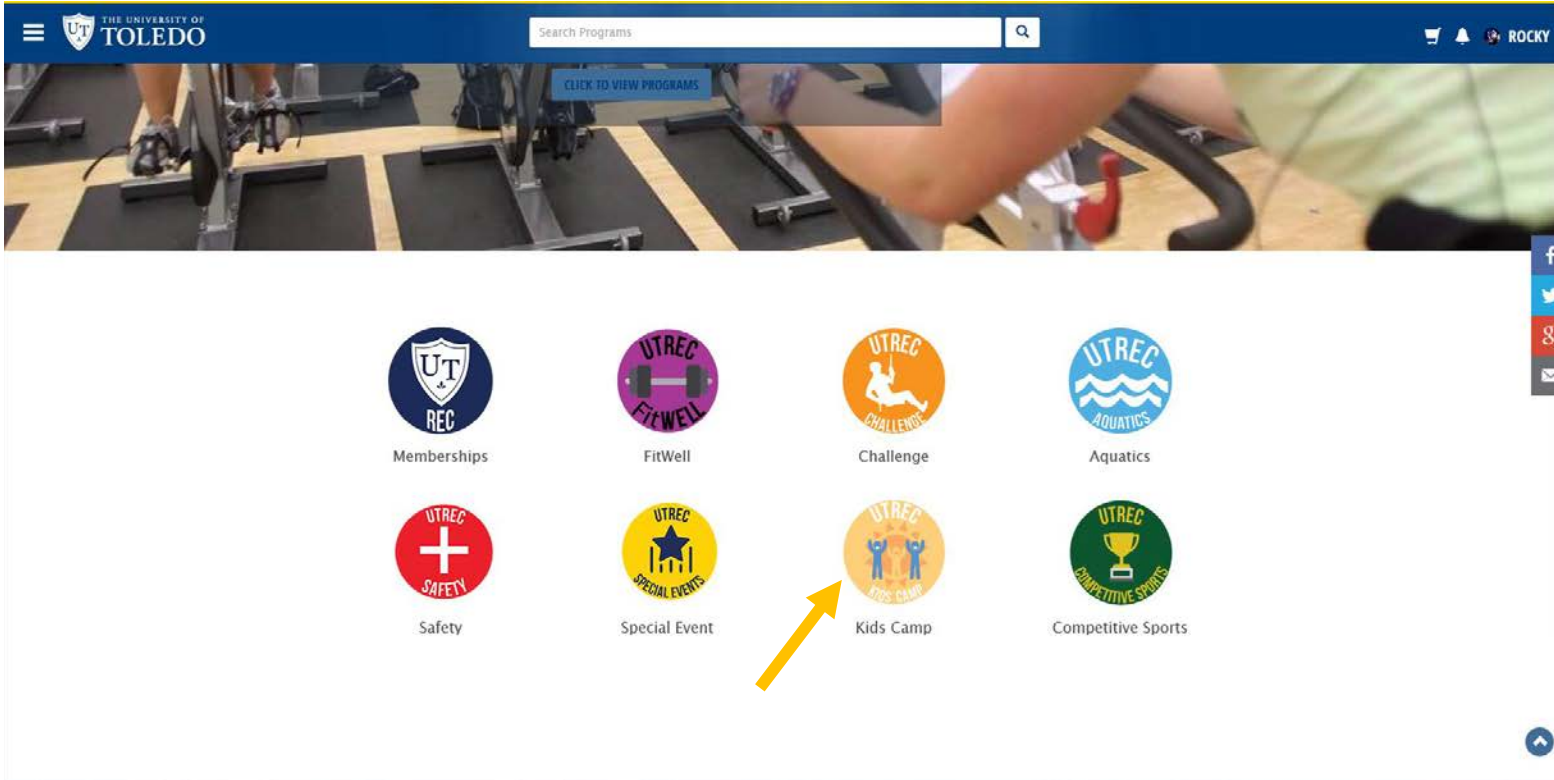 THE UNIVERSITY OF
UT TOLEDO
Search Programs
ROCKY
CLICK TO VIEW PROGRAMS
f
g
UT
REC
Memberships
UTREC
FITWELL
FitWell
UTREC
CHALLENGE
Challenge
UTREC
AQUATICS
Aquatics
UTREC
SAFETY
Safety
UTREC
SPECIAL EVENTS
Special Event
UTREC
KIDS CAMP
Kids Camp
UTREC
COMPETITIVE SPORTS
Competitive Sports